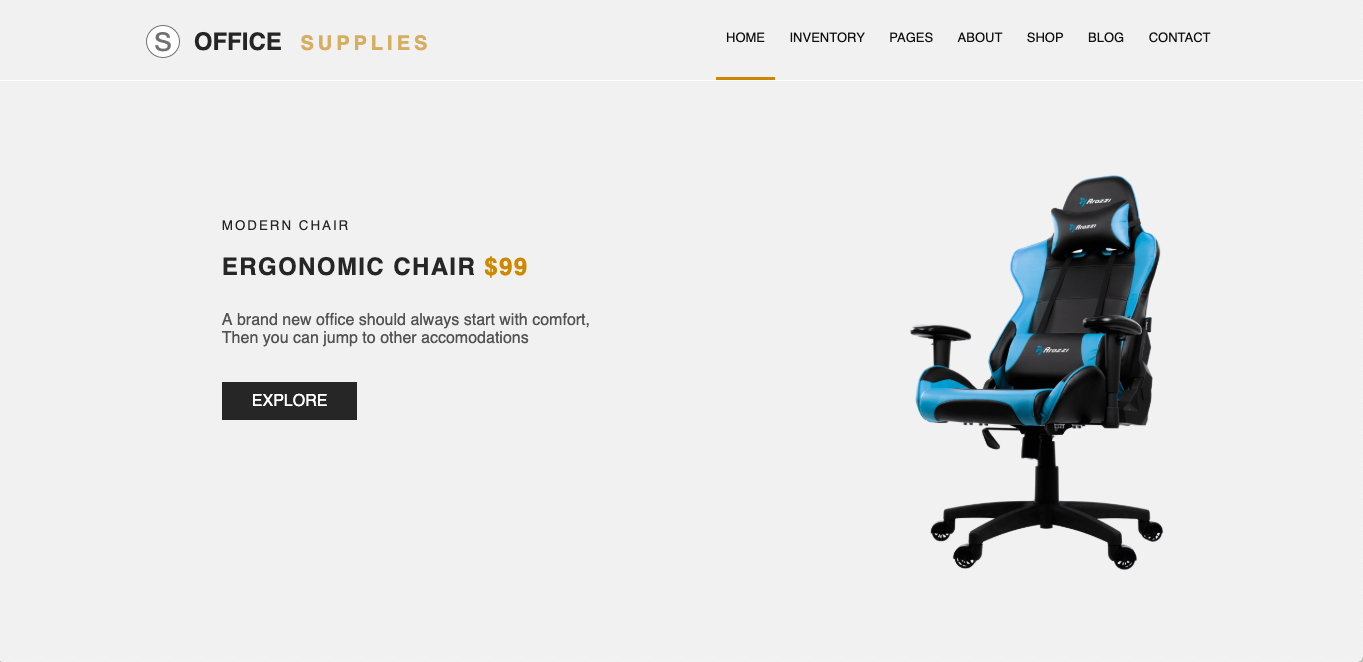 S OFFICE SUPPLIES
HOME INVENTORY PAGES ABOUT SHOP BLOG CONTACT
MODERN CHAIR
ERGONOMIC CHAIR $99
A brand new office should always start with comfort,
Then you can jump to other accomodations
EXPLORE
Arozzi
Arozzi
Arozzi